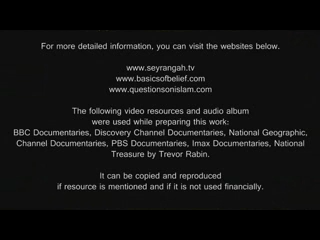 For more detailed information, you can visit the websites below.
www.seyrangah.tv
www.basicsofbelief.com
www.questionsonislam.com
The following video resources and audio album
were used while preparing this work:
BBC Documentaries, Discovery Channel Documentaries, National Geographic,
Channel Documentaries, PBS Documentaries, Imax Documentaries, National
Treasure by Trevor Rabin.
It can be copied and reproduced
if resource is mentioned and if it is not used financially.